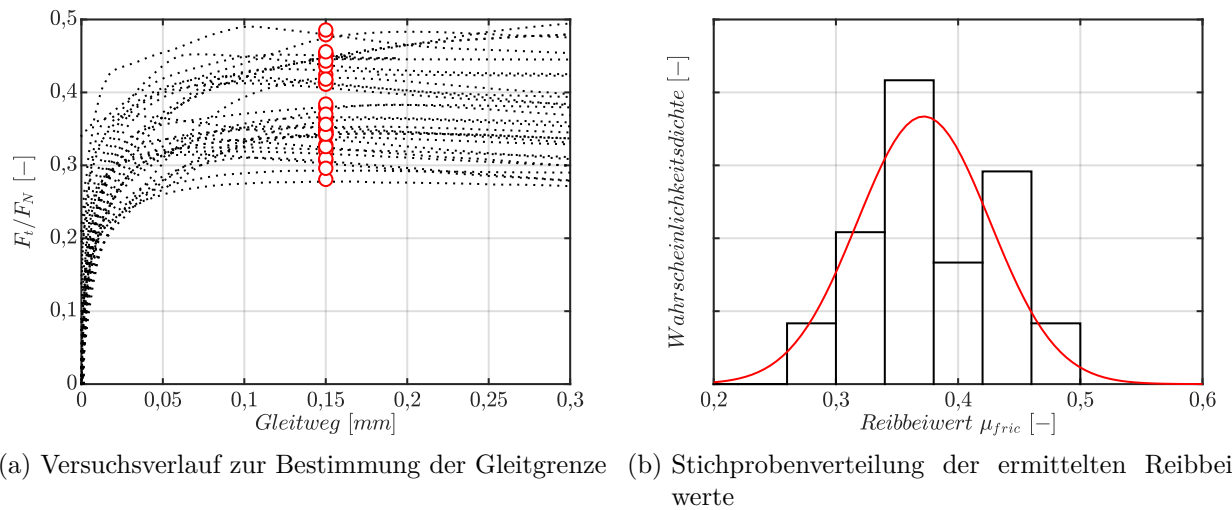 0,5
0,4
0,3
0,2
0,1
0
F_t/F_N [−]
0 0,05 0,1 0,15 0,2 0,25 0,3
Gleitweg [mm]
Wahrscheinlichkeitsdichte [−]
0,2 0,3 0,4 0,5 0,6
Reibbeiwert μ_fric [−]
(a) Versuchsverlauf zur Bestimmung der Gleitgrenze
(b) Stichprobenverteilung der ermittelten Reibbei
werte